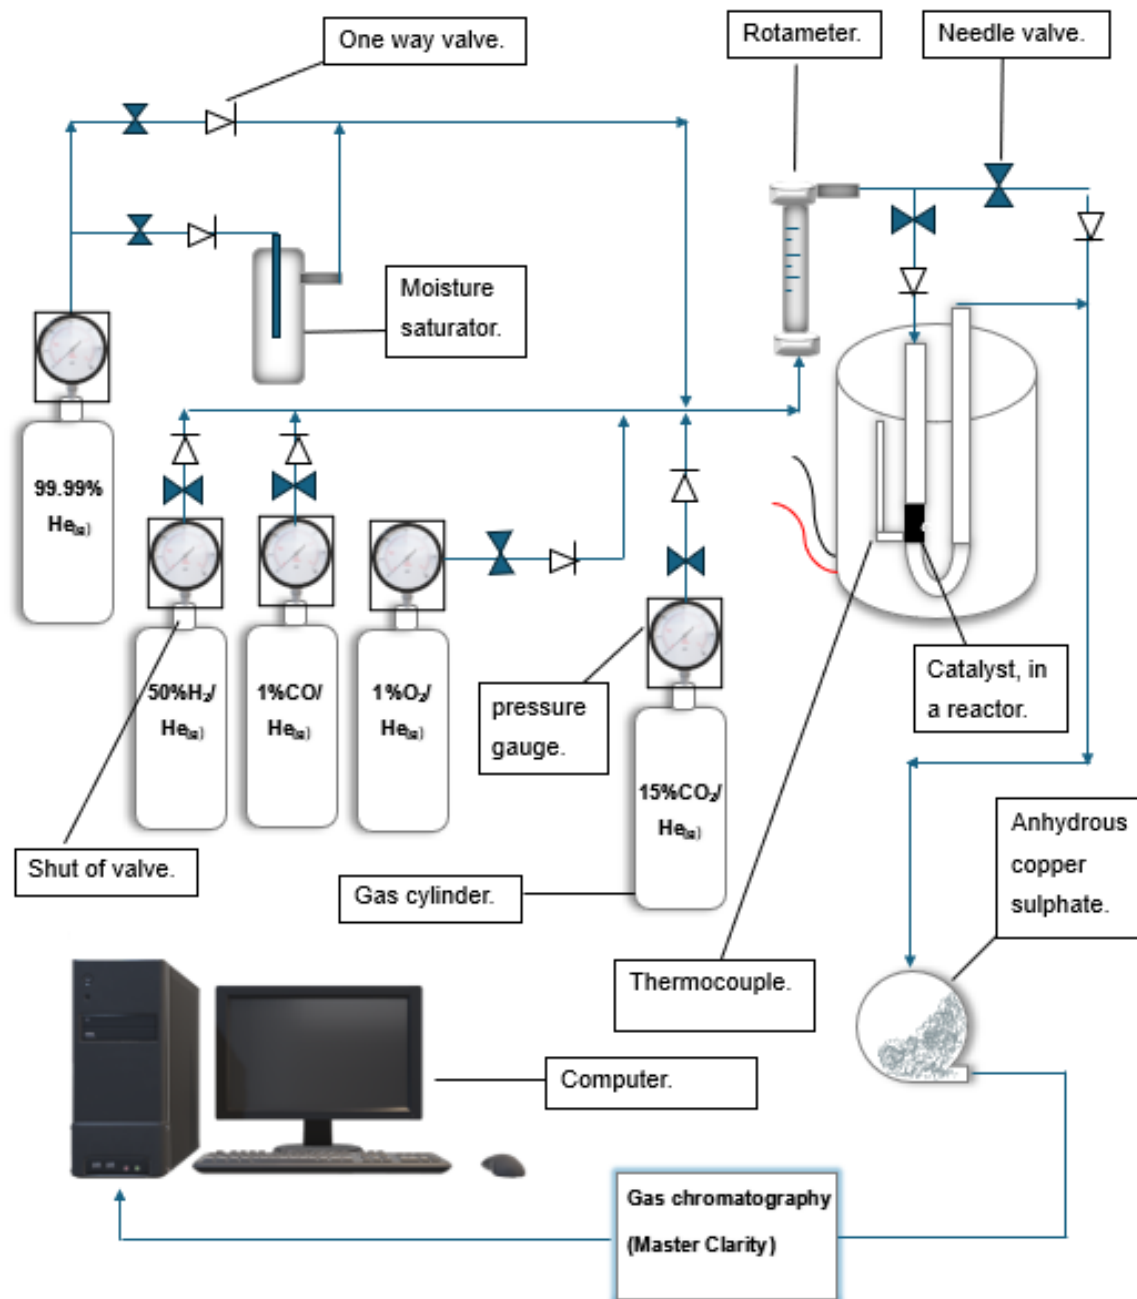 One way valve.
Rotameter.
Needle valve.
Moisture
saturator.
99.99%
He(g)
50%H₂/
He(g)
1%CO/
He(g)
1%O₂/
He(g)
pressure
gauge.
15%CO₂/
He(g)
Catalyst, in
a reactor.
Shut of valve.
Gas cylinder.
Anhydrous
copper
sulphate.
Thermocouple.
Computer.
Gas chromatography
(Master Clarity)